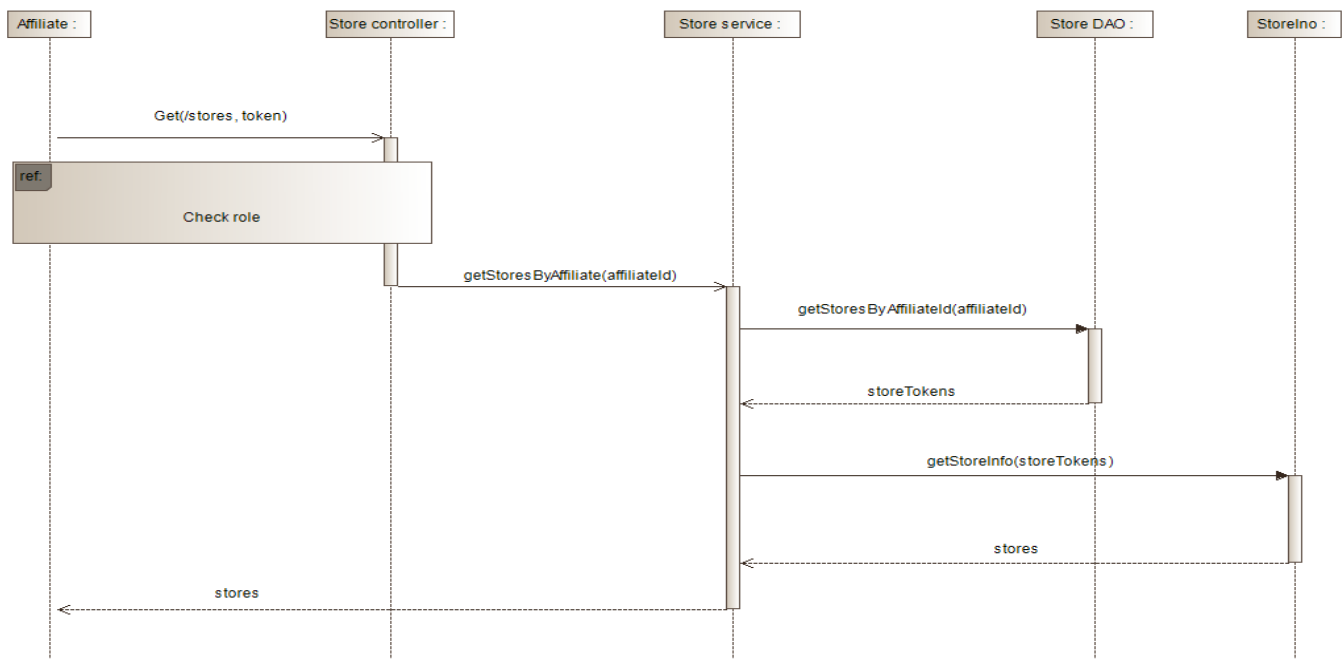 Affiliate :
Store controller :
Store service :
Store DAO :
StoreIno :
Get(/stores, token)
ref:
Check role
getStoresByAffiliate(affiliateId)
getStoresByAffiliateId(affiliateId)
storeTokens
getStoreInfo(storeTokens)
stores
stores